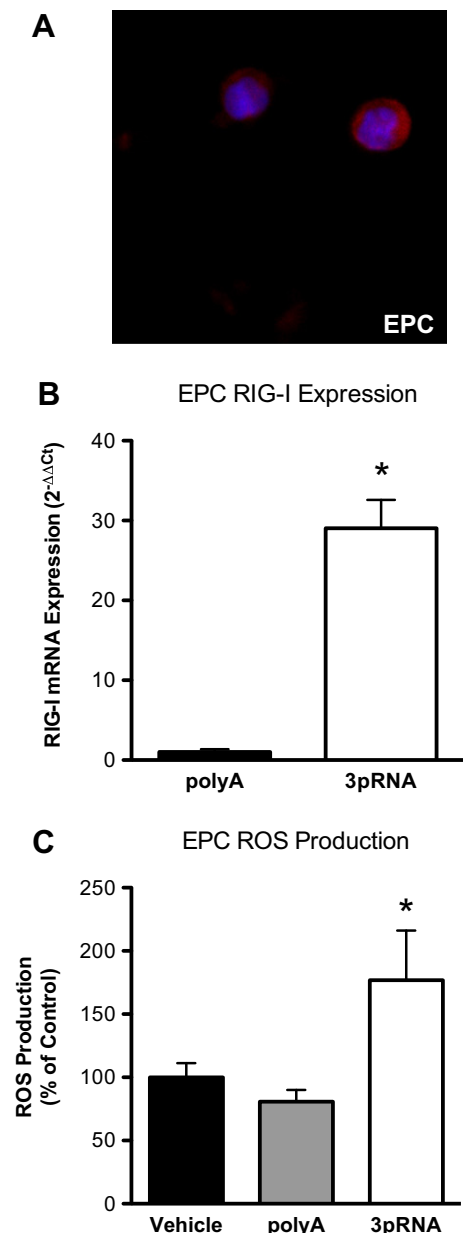 A
EPC
B
EPC RIG-I Expression
RIG-I mRNA Expression (2-ΔΔCt)
40
30
20
10
0
*
polyA
3pRNA
C
EPC ROS Production
ROS Production
(% of Control)
250
200
150
100
50
0
*
Vehicle
polyA
3pRNA